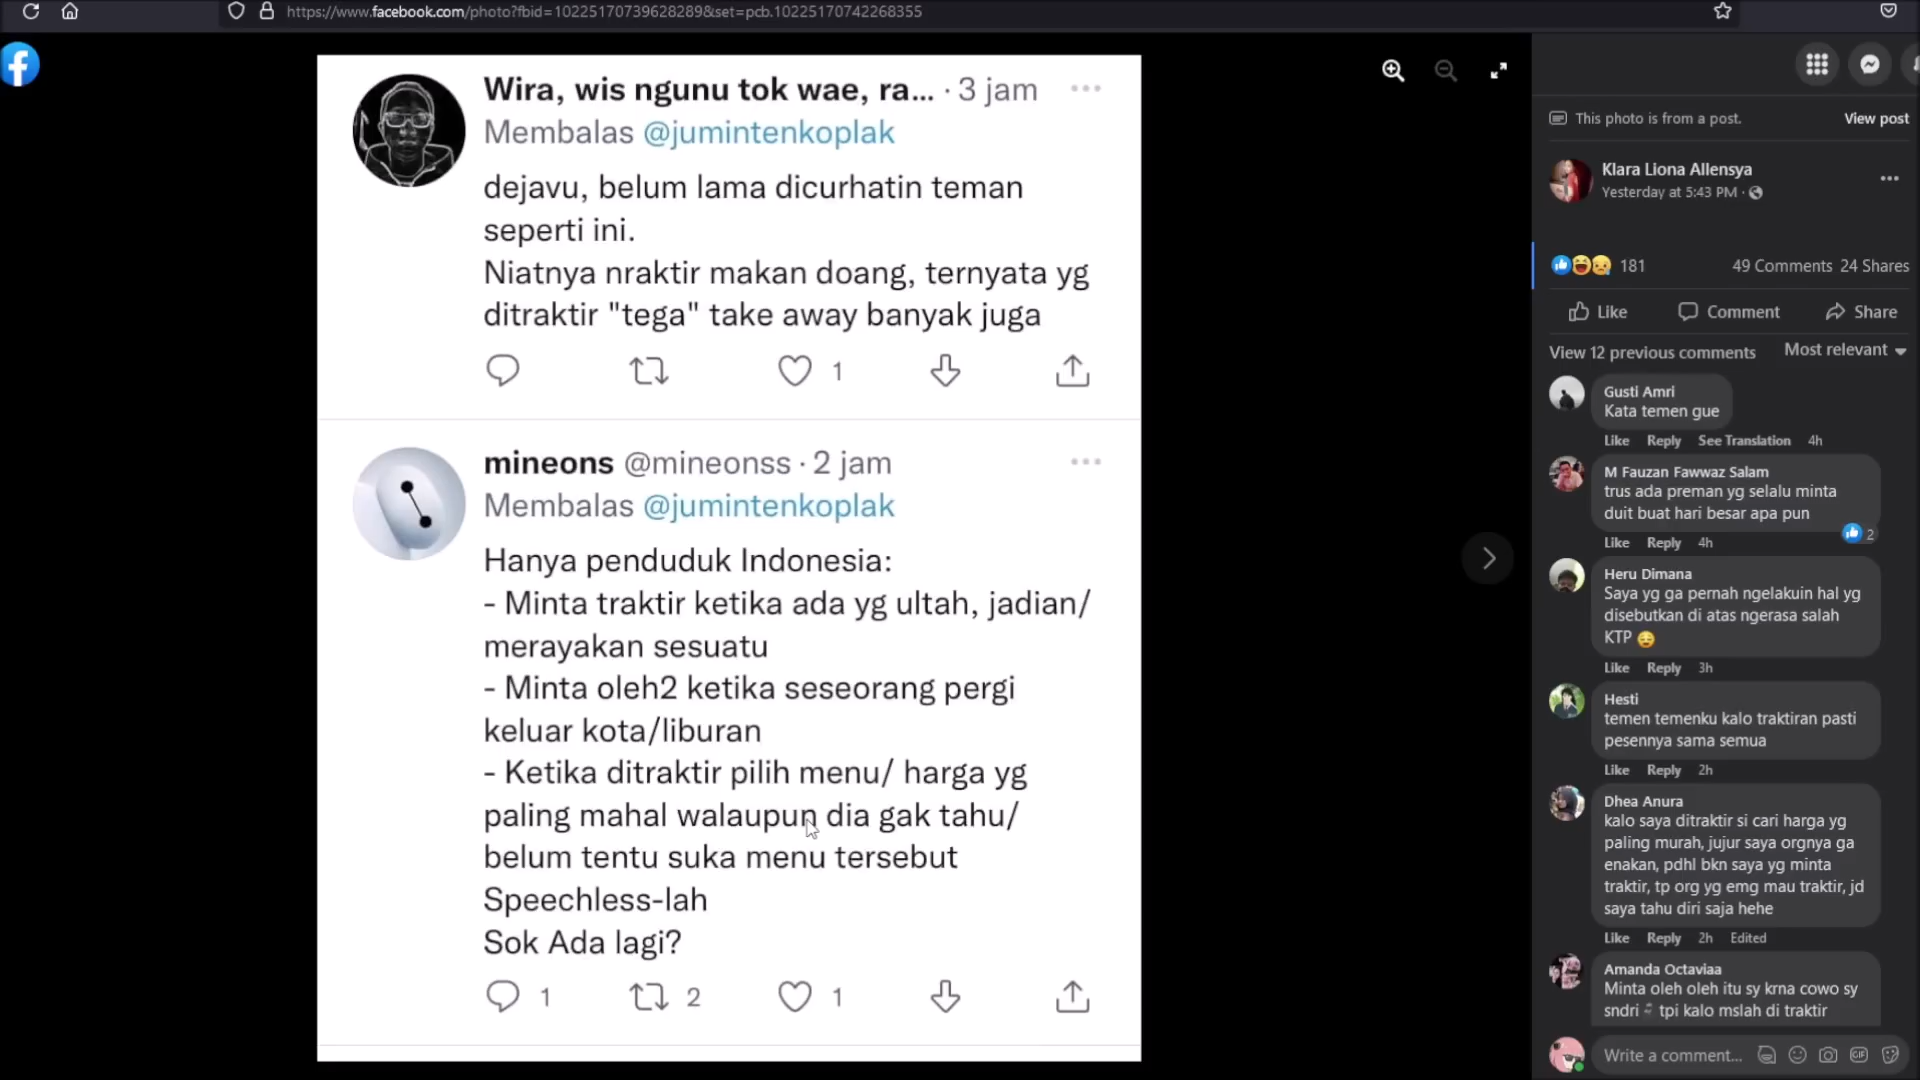 https://www.facebook.com/photo?fbid=10225170739628289&set=pcb.10225170742268355
Wira, wis ngunu tok wae, ra... · 3 jam
Membalas @jumintenkoplak
dejavu, belum lama dicurhatin teman
seperti ini.
Niatnya nraktir makan doang, ternyata yg
ditraktir "tega" take away banyak juga
1
mineons @mineonss · 2 jam
Membalas @jumintenkoplak
Hanya penduduk Indonesia:
- Minta traktir ketika ada yg ultah, jadian/
merayakan sesuatu
- Minta oleh2 ketika seseorang pergi
keluar kota/liburan
- Ketika ditraktir pilih menu/ harga yg
paling mahal walaupun dia gak tahu/
belum tentu suka menu tersebut
Speechless-lah
Sok Ada lagi?
1 2 1
This photo is from a post. View post
Klara Liona Allensya
Yesterday at 5:43 PM ·
181 49 Comments 24 Shares
Like Comment Share
View 12 previous comments Most relevant
Gusti Amri
Kata temen gue
Like Reply See Translation 4h
M Fauzan Fawwaz Salam
trus ada preman yg selalu minta
duit buat hari besar apa pun
2
Like Reply 4h
Heru Dimana
Saya yg ga pernah ngelakuin hal yg
disebutkan di atas ngerasa salah
KTP 😔
Like Reply 3h
Hesti
temen temenku kalo traktiran pasti
pesennya sama semua
Like Reply 2h
Dhea Anura
kalo saya ditraktir si cari harga yg
paling murah, jujur saya orgnya ga
enakan, pdhl bkn saya yg minta
traktir, tp org yg emg mau traktir, jd
saya tahu diri saja hehe
Like Reply 2h Edited
Amanda Octaviaa
Minta oleh oleh itu sy krna cowo sy
sndri tpi kalo mslah di traktir
Write a comment...
GIF